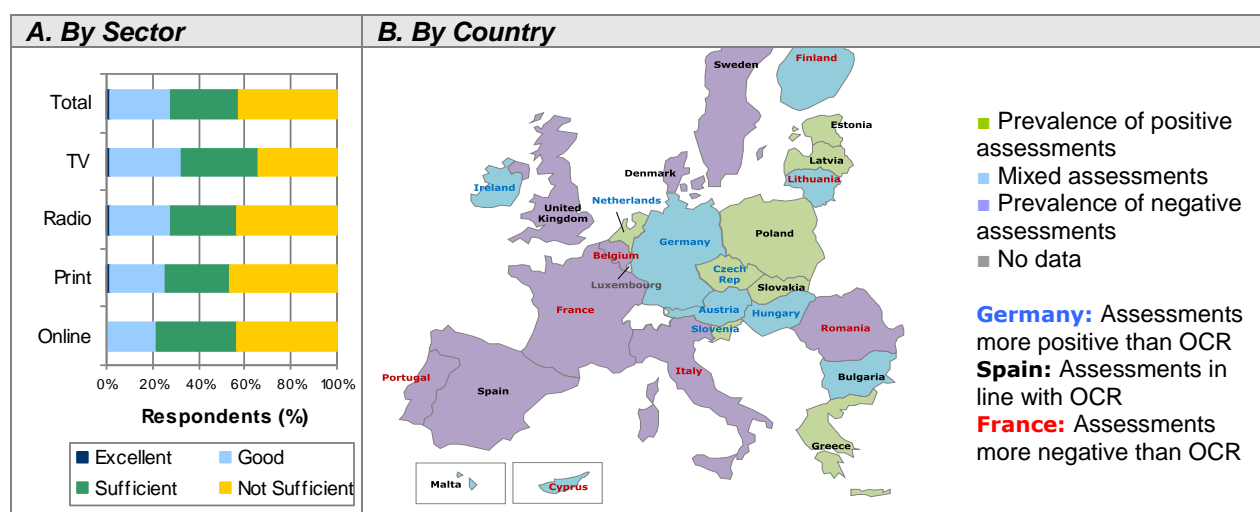 A. By Sector
B. By Country
Total
TV
Radio
Print
Online
0% 20% 40% 60% 80% 100%
Respondents (%)
Excellent
Good
Sufficient
Not Sufficient
Sweden
Finland
Estonia
Latvia
Lithuania
Denmark
Ireland
Netherlands
United
Kingdom
Germany
Poland
Belgium
Czech
Rep
Luxembourg
Slovakia
France
Austria
Hungary
Slovenia
Romania
Portugal
Spain
Italy
Bulgaria
Greece
Malta
Cyprus
Prevalence of positive
assessments
Mixed assessments
Prevalence of negative
assessments
No data
Germany: Assessments
more positive than OCR
Spain: Assessments in
line with OCR
France: Assessments
more negative than OCR